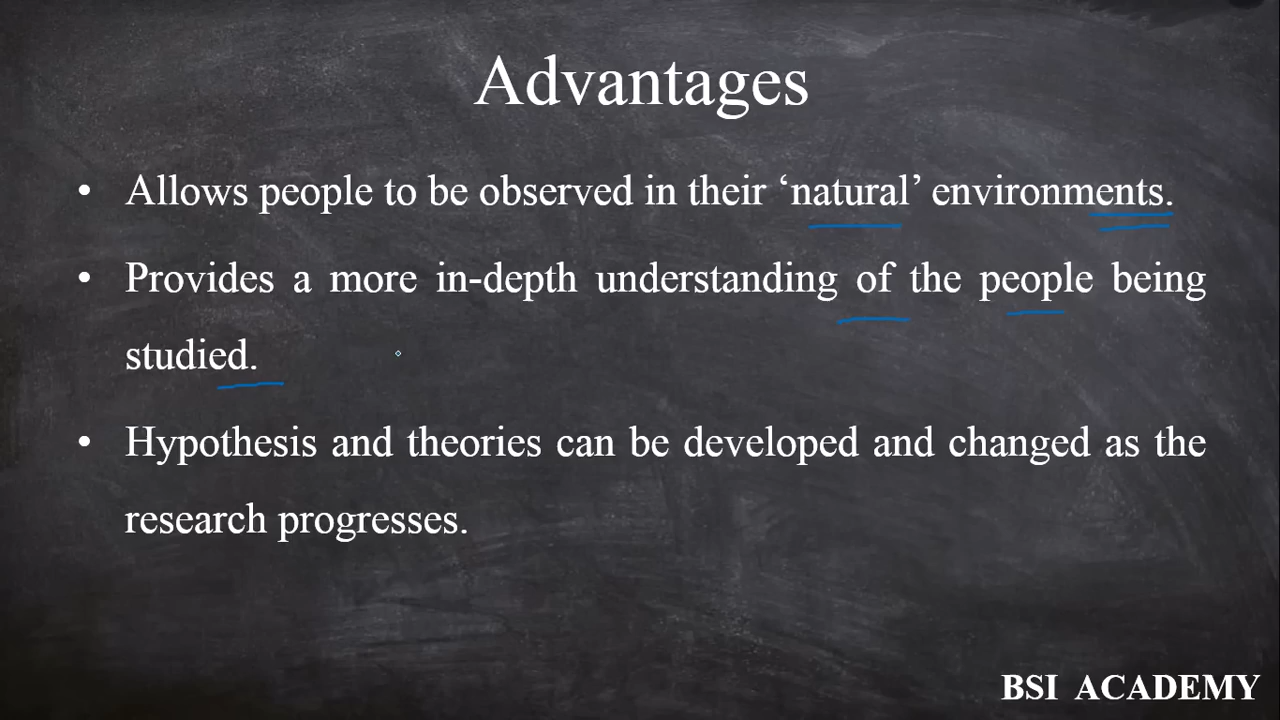 Advantages
• Allows people to be observed in their ‘natural’ environments.
• Provides a more in-depth understanding of the people being
studied.
• Hypothesis and theories can be developed and changed as the
research progresses.
BSI ACADEMY